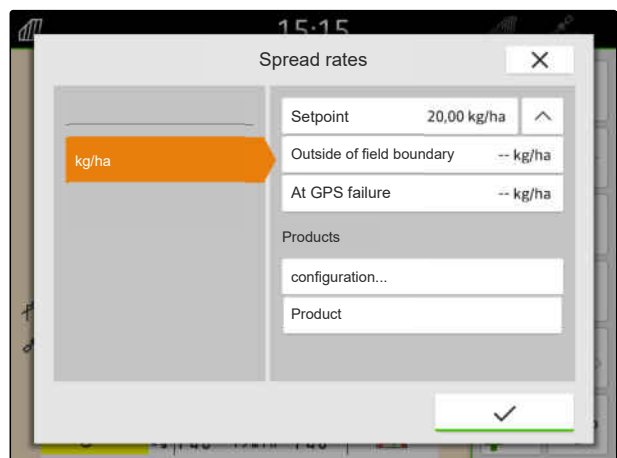 15:15
Spread rates
kg/ha
Setpoint 20,00 kg/ha
Outside of field boundary -- kg/ha
At GPS failure -- kg/ha
Products
configuration...
Product